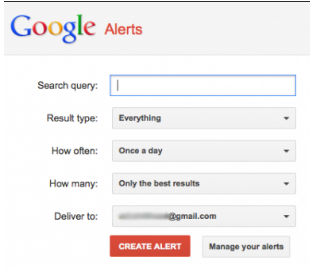 Google Alerts
Search query:
Result type: Everything
How often: Once a day
How many: Only the best results
Deliver to: @gmail.com
CREATE ALERT Manage your alerts